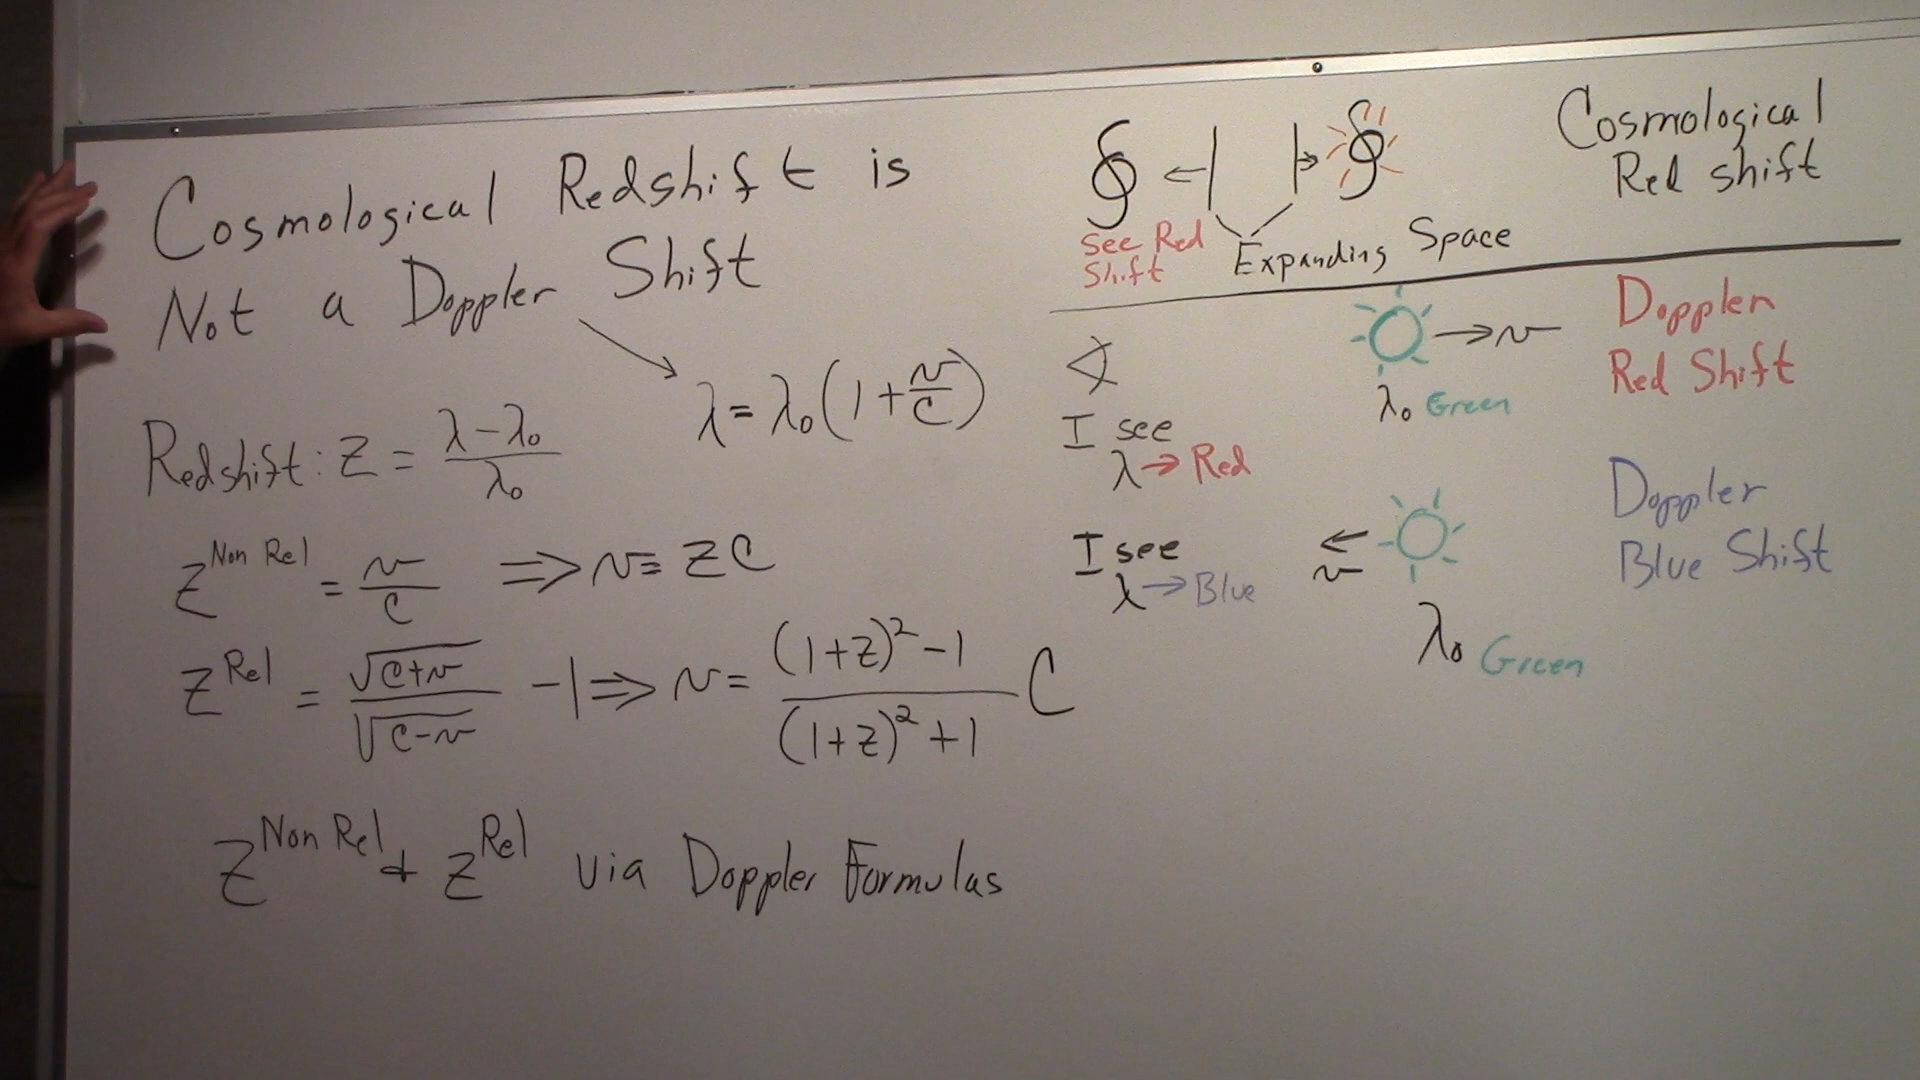 Cosmological Redshift is
Not a Doppler Shift
λ = λ₀(1 + v/c)
Redshift: z = (λ - λ₀)/λ₀
z^Non Rel = v/c ⇒ v = zc
z^Rel = √(c+v)/√(c-v) - 1 ⇒ v = ((1+z)² - 1)/((1+z)² + 1) c
z^Non Rel + z^Rel via Doppler Formulas
Cosmological
Red shift
See Red
Shift
Expanding Space
→ v
Doppler
Red Shift
λ₀ Green
I see
λ → Red
Doppler
Blue Shift
I see
λ → Blue
←
v
λ₀ Green